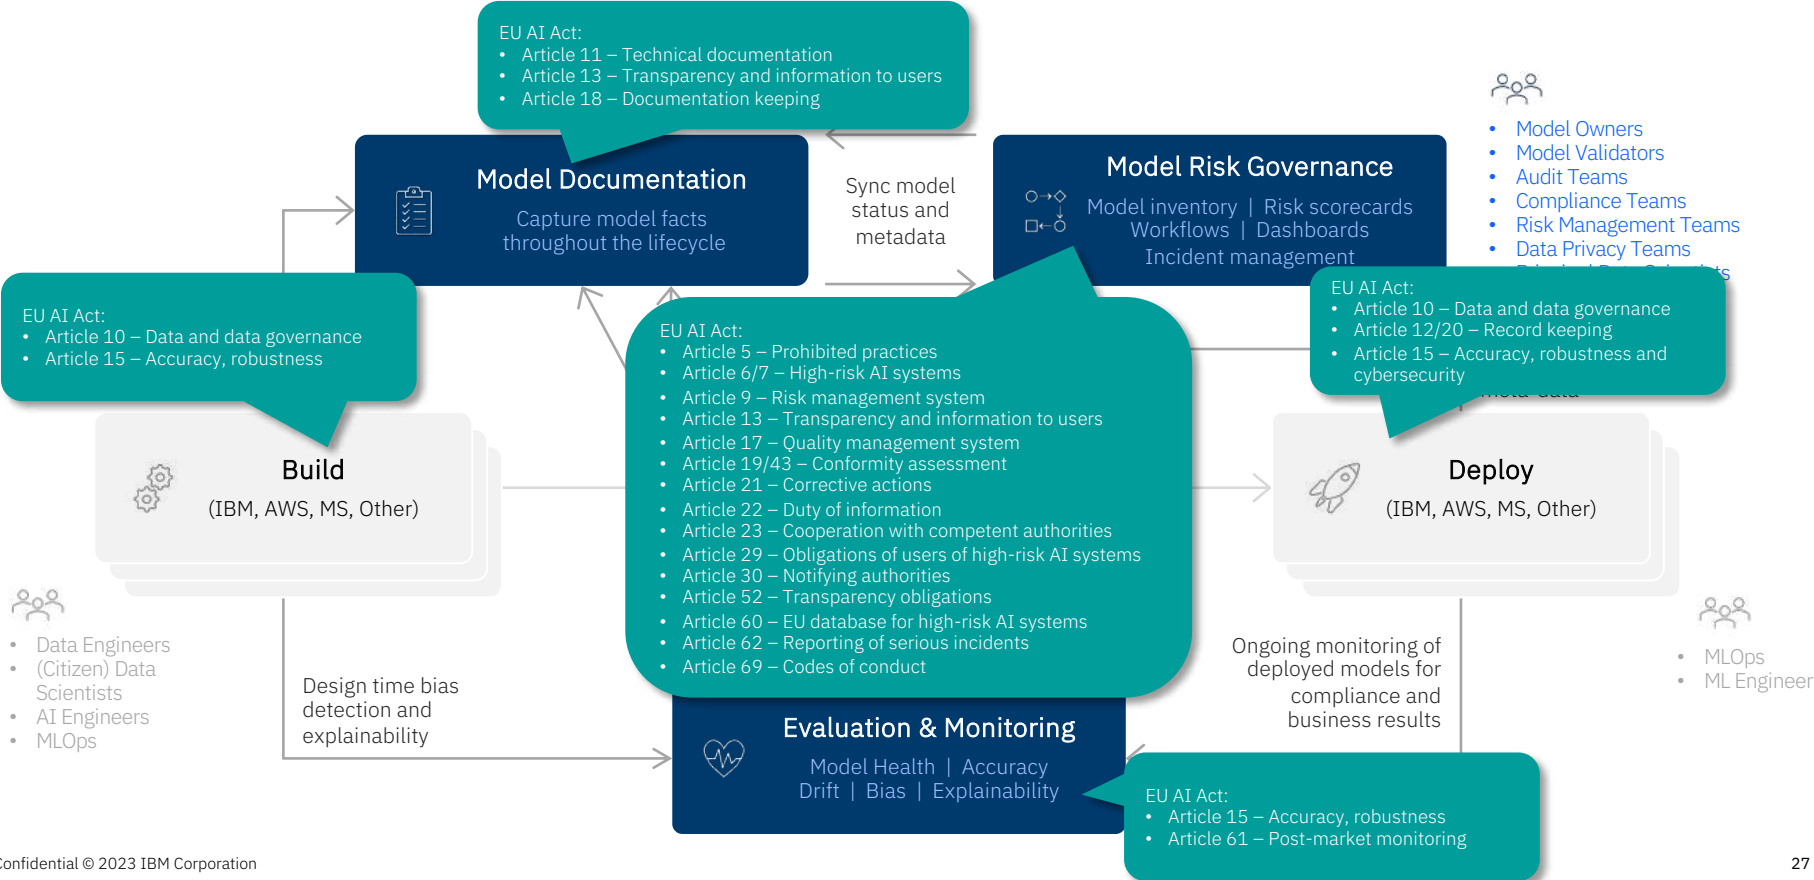 EU AI Act:
• Article 11 – Technical documentation
• Article 13 – Transparency and information to users
• Article 18 – Documentation keeping
Model Documentation
Capture model facts
throughout the lifecycle
Sync model
status and
metadata
Model Risk Governance
Model inventory | Risk scorecards
Workflows | Dashboards
Incident management
• Model Owners
• Model Validators
• Audit Teams
• Compliance Teams
• Risk Management Teams
• Data Privacy Teams
EU AI Act:
• Article 10 – Data and data governance
• Article 15 – Accuracy, robustness
EU AI Act:
• Article 5 – Prohibited practices
• Article 6/7 – High-risk AI systems
• Article 9 – Risk management system
• Article 13 – Transparency and information to users
• Article 17 – Quality management system
• Article 19/43 – Conformity assessment
• Article 21 – Corrective actions
• Article 22 – Duty of information
• Article 23 – Cooperation with competent authorities
• Article 29 – Obligations of users of high-risk AI systems
• Article 30 – Notifying authorities
• Article 52 – Transparency obligations
• Article 60 – EU database for high-risk AI systems
• Article 62 – Reporting of serious incidents
• Article 69 – Codes of conduct
EU AI Act:
• Article 10 – Data and data governance
• Article 12/20 – Record keeping
• Article 15 – Accuracy, robustness and
cybersecurity
Build
(IBM, AWS, MS, Other)
Deploy
(IBM, AWS, MS, Other)
• Data Engineers
• (Citizen) Data
Scientists
• AI Engineers
• MLOps
Design time bias
detection and
explainability
Evaluation & Monitoring
Model Health | Accuracy
Drift | Bias | Explainability
Ongoing monitoring of
deployed models for
compliance and
business results
• MLOps
• ML Engineer
EU AI Act:
• Article 15 – Accuracy, robustness
• Article 61 – Post-market monitoring
Confidential © 2023 IBM Corporation
27